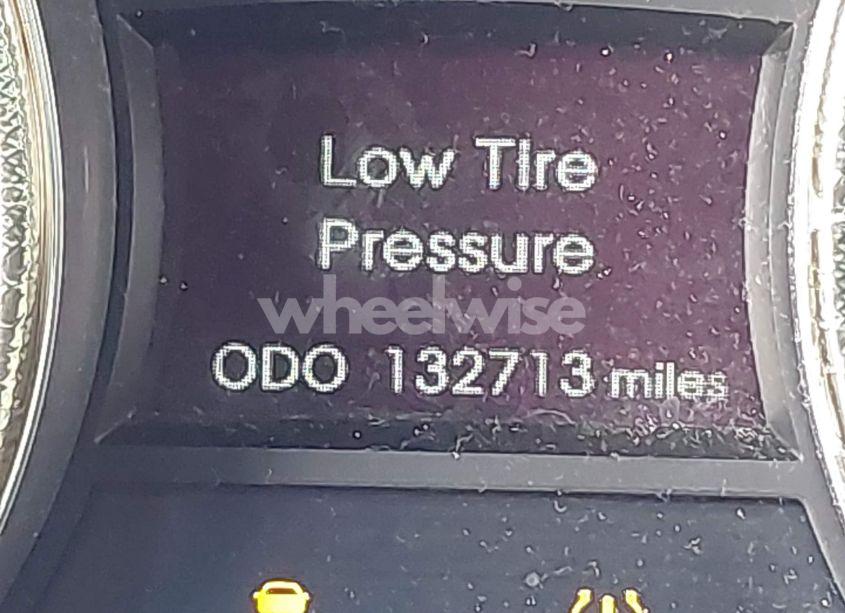 Low Tire
Pressure
wheelwise
ODO 132713 miles